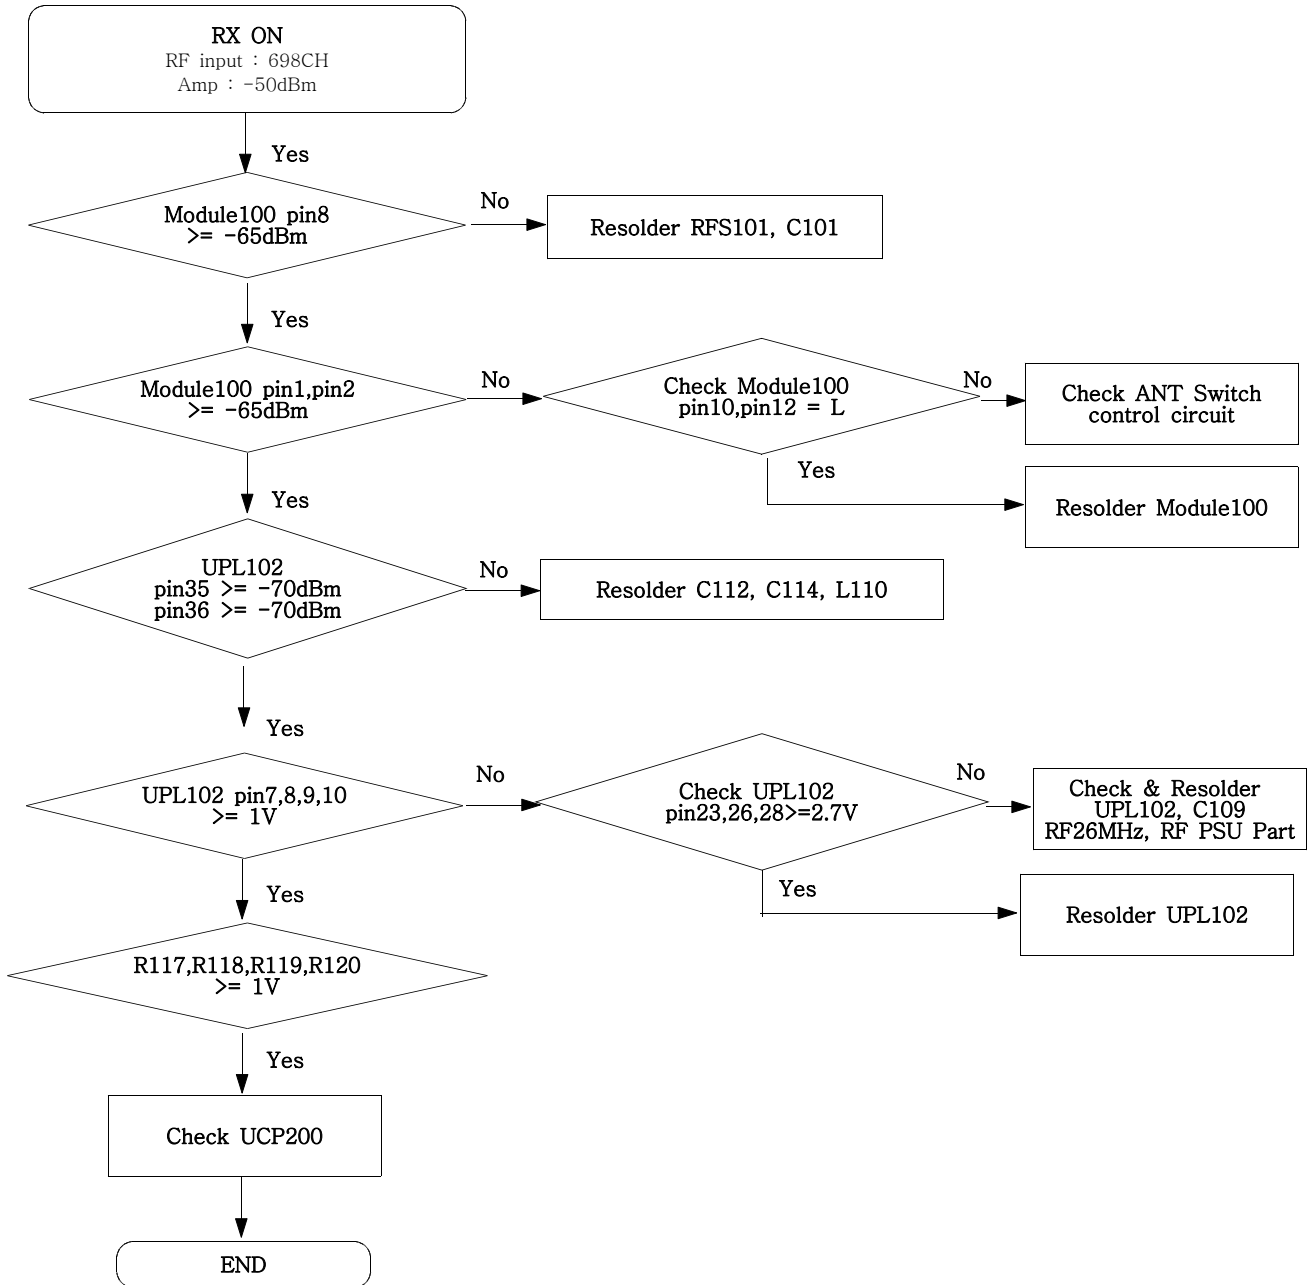 RX ON
RF input : 698CH
Amp : -50dBm
Yes
Module100 pin8
>= -65dBm
No
Resolder RFS101, C101
Yes
Module100 pin1,pin2
>= -65dBm
No
Check Module100
pin10,pin12 = L
No
Check ANT Switch
control circuit
Yes
Resolder Module100
Yes
UPL102
pin35 >= -70dBm
pin36 >= -70dBm
No
Resolder C112, C114, L110
Yes
UPL102 pin7,8,9,10
>= 1V
No
Check UPL102
pin23,26,28>=2.7V
No
Check & Resolder
UPL102, C109
RF26MHz, RF PSU Part
Yes
Resolder UPL102
Yes
R117,R118,R119,R120
>= 1V
Yes
Check UCP200
END